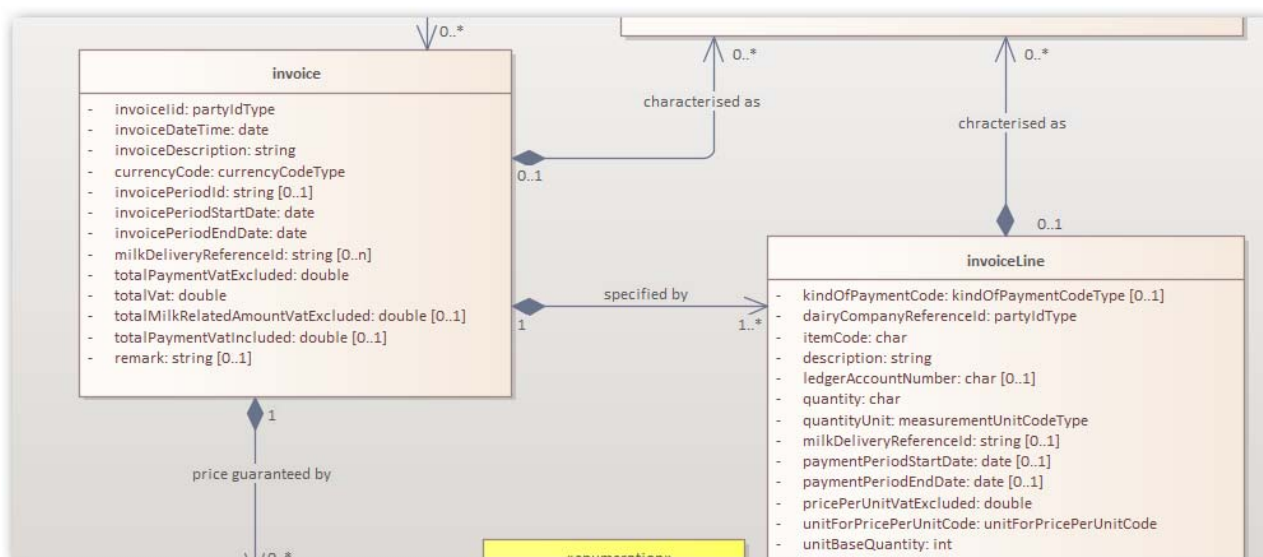 0..*
invoice
- invoiceIid: partyIdType
- invoiceDateTime: date
- invoiceDescription: string
- currencyCode: currencyCodeType
- invoicePeriodId: string [0..1]
- invoicePeriodStartDate: date
- invoicePeriodEndDate: date
- milkDeliveryReferenceId: string [0..n]
- totalPaymentVatExcluded: double
- totalVat: double
- totalMilkRelatedAmountVatExcluded: double [0..1]
- totalPaymentVatIncluded: double [0..1]
- remark: string [0..1]
0..*
characterised as
0..1
0..*
chracterised as
0..1
specified by
1
1..*
invoiceLine
- kindOfPaymentCode: kindOfPaymentCodeType [0..1]
- dairyCompanyReferenceId: partyIdType
- itemCode: char
- description: string
- ledgerAccountNumber: char [0..1]
- quantity: char
- quantityUnit: measurementUnitCodeType
- milkDeliveryReferenceId: string [0..1]
- paymentPeriodStartDate: date [0..1]
- paymentPeriodEndDate: date [0..1]
- pricePerUnitVatExcluded: double
- unitForPricePerUnitCode: unitForPricePerUnitCode
- unitBaseQuantity: int
1
price guaranteed by
0..*
«enumeration»